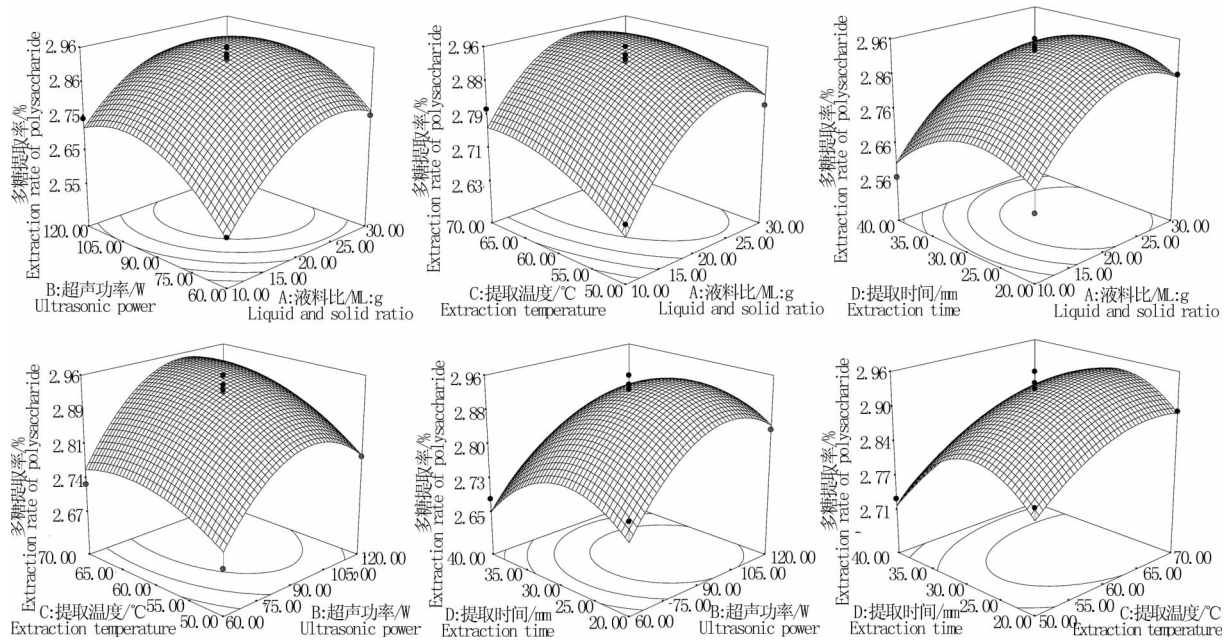 多糖提取率/%
Extraction rate of polysaccharide
2.96
2.86
2.75
2.65
2.55
120.00
105.00
90.00
75.00
60.00
10.00
15.00
20.00
25.00
30.00
B:超声功率/W
Ultrasonic power
A:液料比/ML:g
Liquid and solid ratio
多糖提取率/%
Extraction rate of polysaccharide
2.96
2.88
2.79
2.71
2.63
70.00
65.00
60.00
55.00
50.00
10.00
15.00
20.00
25.00
30.00
C:提取温度/℃
Extraction temperature
A:液料比/ML:g
Liquid and solid ratio
多糖提取率/%
Extraction rate of polysaccharide
2.96
2.86
2.76
2.66
2.56
40.00
35.00
30.00
25.00
20.00
10.00
15.00
20.00
25.00
30.00
D:提取时间/mm
Extraction time
A:液料比/ML:g
Liquid and solid ratio
多糖提取率/%
Extraction rate of polysaccharide
2.96
2.89
2.81
2.74
2.67
70.00
65.00
60.00
55.00
50.00
60.00
75.00
90.00
105.00
120.00
C:提取温度/℃
Extraction temperature
B:超声功率/W
Ultrasonic power
多糖提取率/%
Extraction rate of polysaccharide
2.96
2.88
2.80
2.73
2.65
40.00
35.00
30.00
25.00
20.00
60.00
75.00
90.00
105.00
120.00
D:提取时间/mm
Extraction time
B:超声功率/W
Ultrasonic power
多糖提取率/%
Extraction rate of polysaccharide
2.96
2.90
2.84
2.77
2.71
40.00
35.00
30.00
25.00
20.00
50.00
55.00
60.00
65.00
70.00
D:提取时间/mm
Extraction time
C:提取温度/℃
Extraction temperature